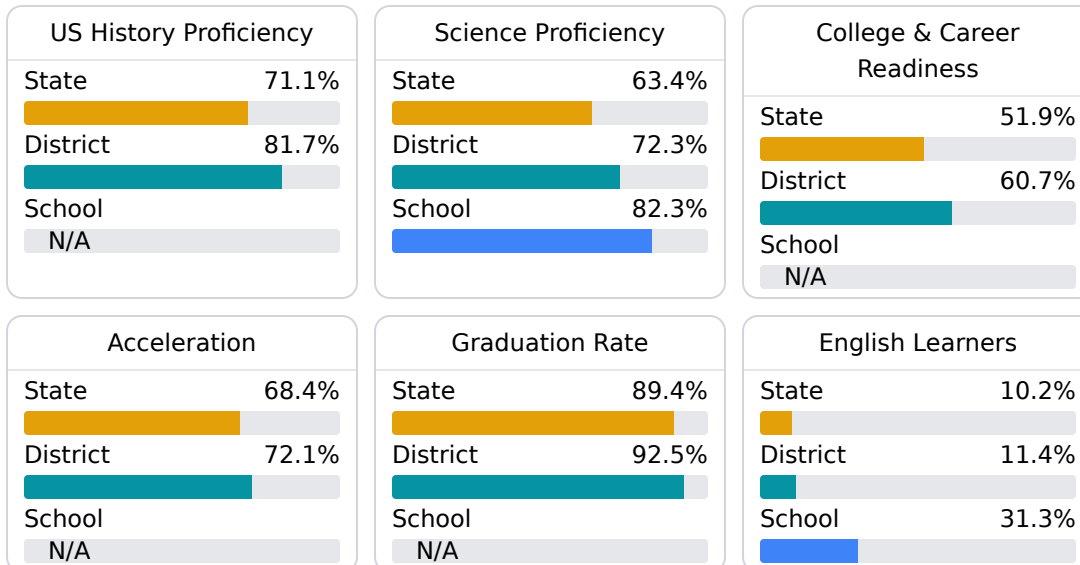 US History Proficiency
State 71.1%
District 81.7%
School
N/A
Science Proficiency
State 63.4%
District 72.3%
School 82.3%
College & Career
Readiness
State 51.9%
District 60.7%
School
N/A
Acceleration
State 68.4%
District 72.1%
School
N/A
Graduation Rate
State 89.4%
District 92.5%
School
N/A
English Learners
State 10.2%
District 11.4%
School 31.3%